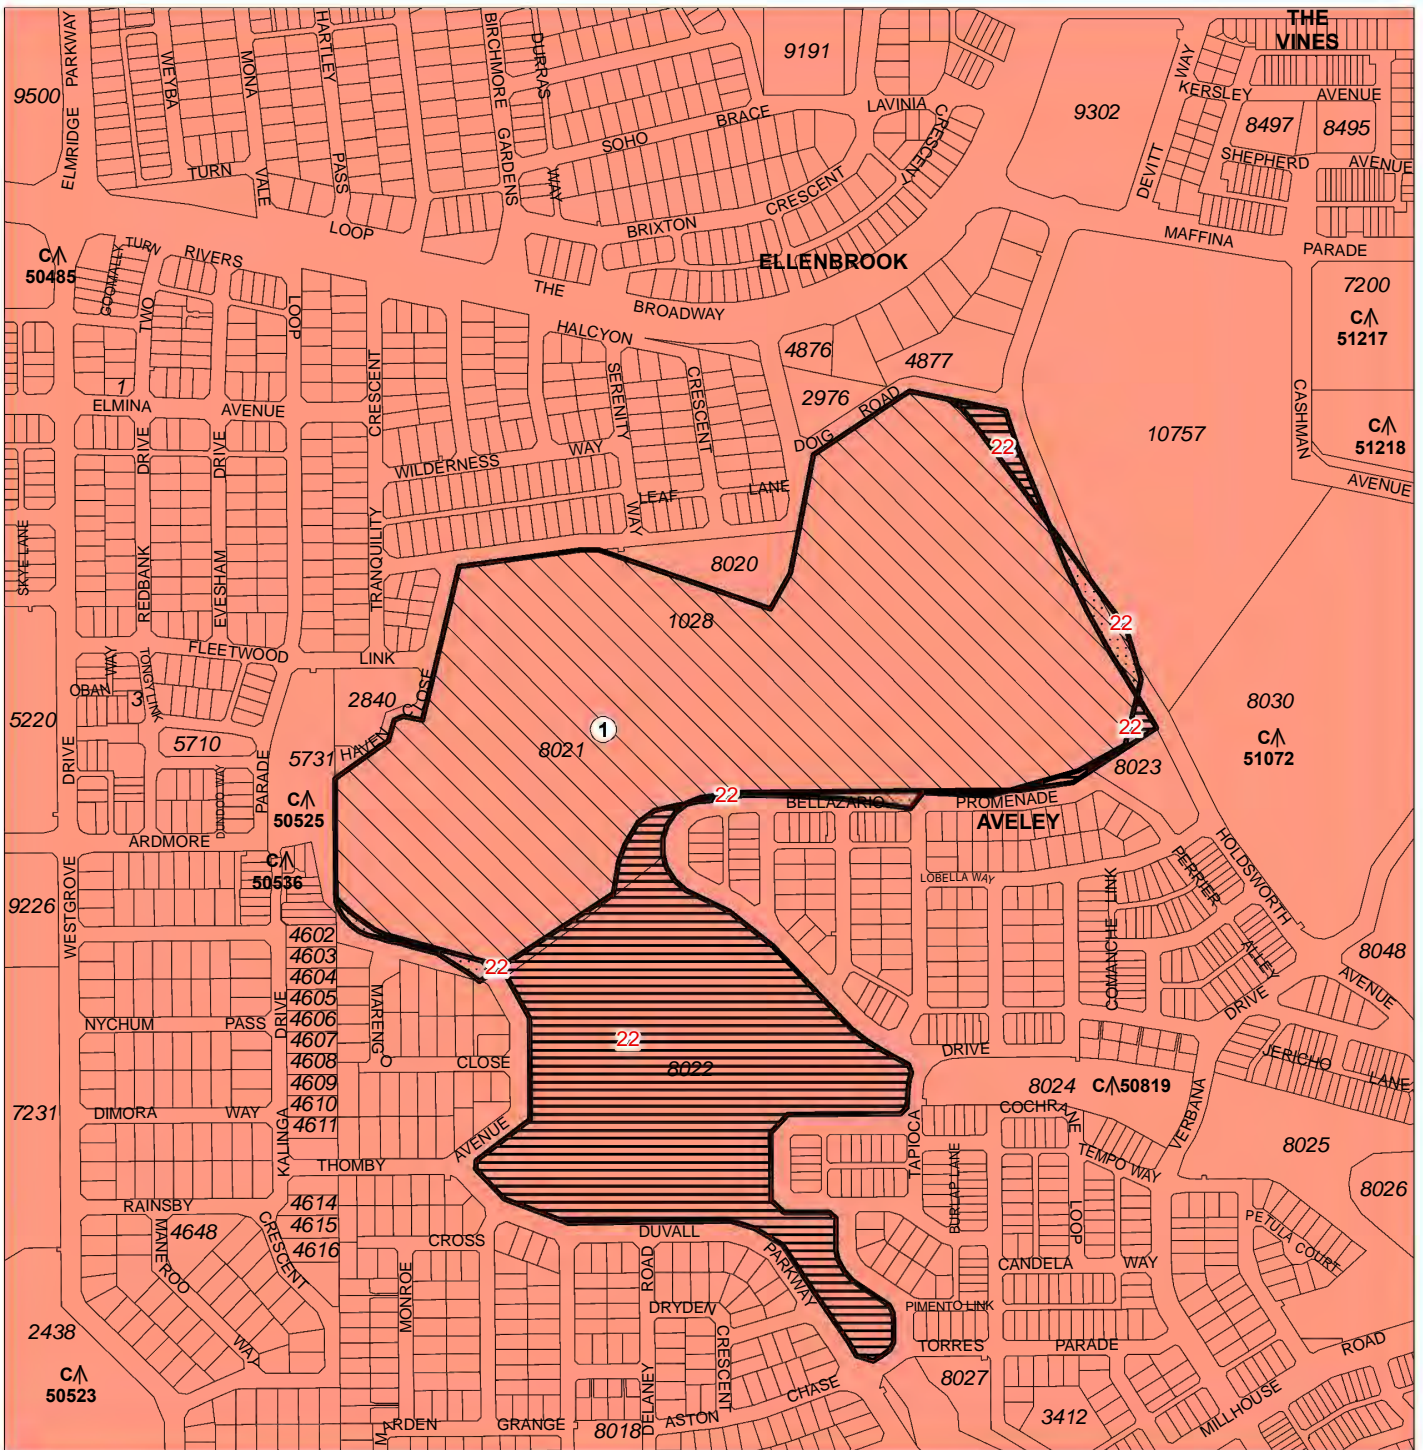 THE
VINES
PARKWAY
HARTLEY
BIRCHMORE
DURRAS
9191
WEYBA
MONA
WAY
KERSLEY
AVENUE
9500
ELMRIDGE
LAVINIA
BRACE
9302
8497
8495
SOHO
CRESCENT
GARDENS
SHEPHERD
AVENUE
TURN
VALE
PASS
WAY
DEVITT
CRESCENT
LOOP
BRIXTON
MAFFINA
PARADE
C
50485
GOOMALLY
TURN
RIVERS
ELLENBROOK
7200
THE
BROADWAY
C
51217
TWO
LOOP
HALCYON
4876
4877
1
CRESCENT
SERENITY
CRESCENT
2976
ROAD
ELMINA
AVENUE
CASHMAN
DOIG
10757
C
51218
DRIVE
DRIVE
WAY
22
WILDERNESS
LEAF
LANE
AVENUE
WAY
SKYE LANE
REDBANK
EVESHAM
TRANQUILITY
8020
1028
22
FLEETWOOD
LINK
WAY
OBAN
TONGY LINK
3
2840
CLOSE
5220
8030
5710
HAVEN
8021
1
22
C
51072
DRIVE
5731
8023
DUNDOO WAY
PARADE
C
50525
22
BELLAZARIO
PROMENADE
AVELEY
ARDMORE
HOLDSWORTH
C
50536
PERRIER
WESTGROVE
LOBELLA WAY
LINK
9226
4602
4603
ALLEY
8048
4604
22
COMANCHE
AVENUE
4605
MARENGO
DRIVE
DRIVE
4606
NYCHUM
PASS
4607
22
DRIVE
JERICHO
4608
CLOSE
8022
4609
8024
C 50819
LANE
4610
DIMORA
WAY
COCHRANE
7231
4611
AVENUE
TAPIOCA
VERBANA
8025
KALINGA
THOMBY
BURLAP LANE
TEMPO WAY
8026
RAINSBY
4614
4648
4615
LOOP
PETULA COURT
MANEROO
CRESCENT
4616
CROSS
DUVALL
PARKWAY
CANDELA
WAY
ROAD
MONROE
DRYDEN
PIMENTO LINK
2438
WAY
CRESCENT
TORRES
PARADE
ROAD
C
50523
8027
DELANEY
CHASE
MILLHOUSE
ARDEN
GRANGE
8018
ASTON
3412